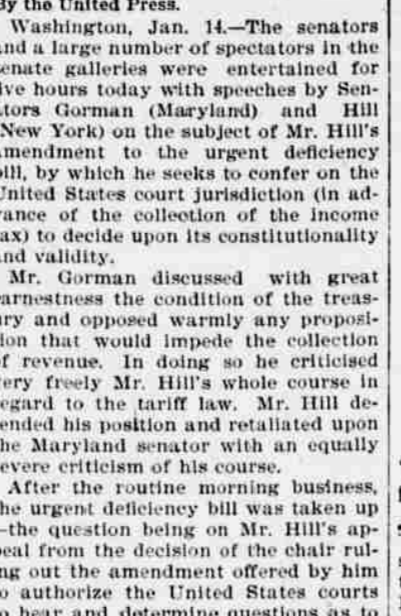 By the United Press.
Washington, Jan. 14.—The senators
and a large number of spectators in the
senate galleries were entertained for
ive hours today with speeches by Sen-
ators Gorman (Maryland) and Hill
(New York) on the subject of Mr. Hill's
amendment to the urgent deficiency
bill, by which he seeks to confer on the
United States court jurisdiction (in ad-
vance of the collection of the income
tax) to decide upon its constitutionality
and validity.
Mr. Gorman discussed with great
earnestness the condition of the treas-
ury and opposed warmly any proposi-
tion that would impede the collection
of revenue. In doing so he criticised
very freely Mr. Hill's whole course in
regard to the tariff law. Mr. Hill de-
fended his position and retaliated upon
the Maryland senator with an equally
severe criticism of his course.
After the routine morning business,
the urgent deficiency bill was taken up
—the question being on Mr. Hill's ap-
peal from the decision of the chair rul-
ing out the amendment offered by him
to authorize the United States courts
to hear and determine questions as to